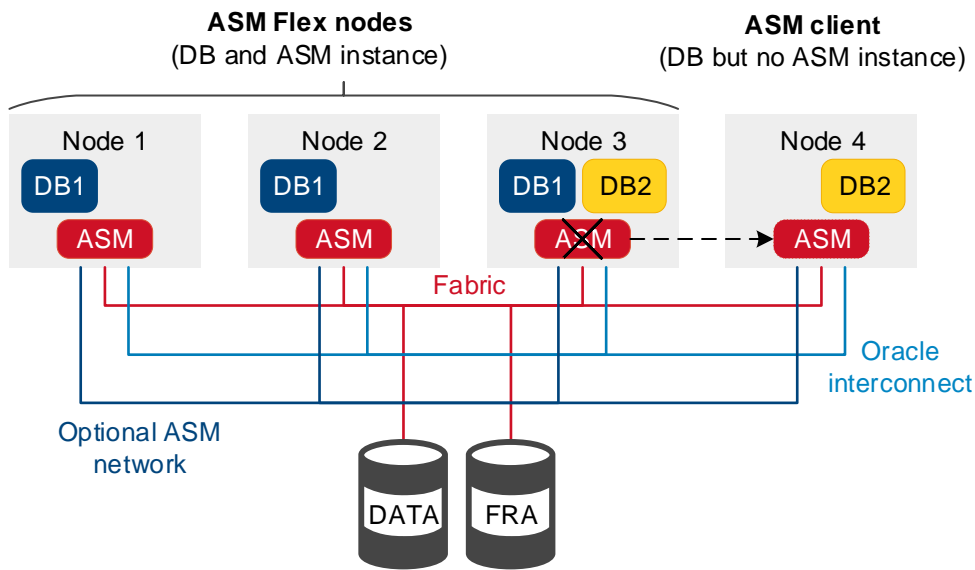 ASM Flex nodes
(DB and ASM instance)
ASM client
(DB but no ASM instance)
Node 1
Node 2
Node 3
Node 4
DB1
DB1
DB1
DB2
DB2
ASM
ASM
ASM
ASM
Fabric
Oracle
interconnect
Optional ASM
network
DATA
FRA